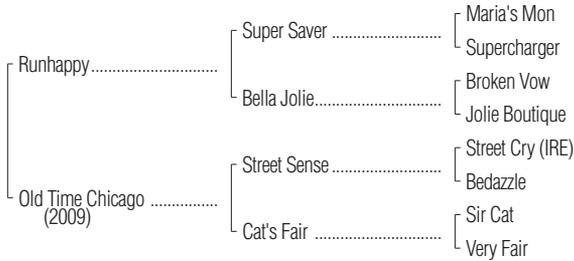 Maria's Mon
Super Saver ..............................
Supercharger
Runhappy...................................
Broken Vow
Bella Jolie..................................
Jolie Boutique
Street Cry (IRE)
Street Sense ..............................
Bedazzle
Old Time Chicago ..................
(2009)
Sir Cat
Cat's Fair ..................................
Very Fair